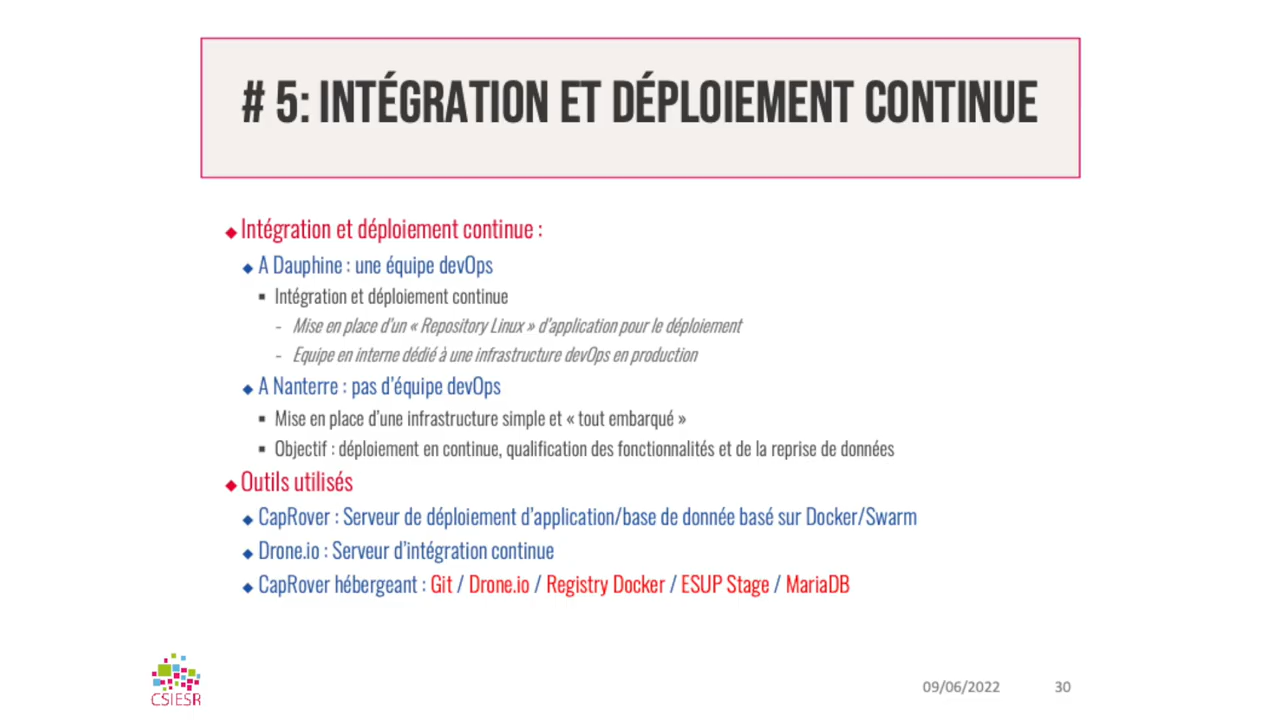 # 5: INTÉGRATION ET DÉPLOIEMENT CONTINUE
Intégration et déploiement continue :
A Dauphine : une équipe devOps
Intégration et déploiement continue
- Mise en place d'un « Repository Linux » d'application pour le déploiement
- Equipe en interne dédié à une infrastructure devOps en production
A Nanterre : pas d'équipe devOps
Mise en place d'une infrastructure simple et « tout embarqué »
Objectif : déploiement en continue, qualification des fonctionnalités et de la reprise de données
Outils utilisés
CapRover : Serveur de déploiement d'application/base de donnée basé sur Docker/Swarm
Drone.io : Serveur d'intégration continue
CapRover hébergeant : Git / Drone.io / Registry Docker / ESUP Stage / MariaDB
CSIESR
09/06/2022
30